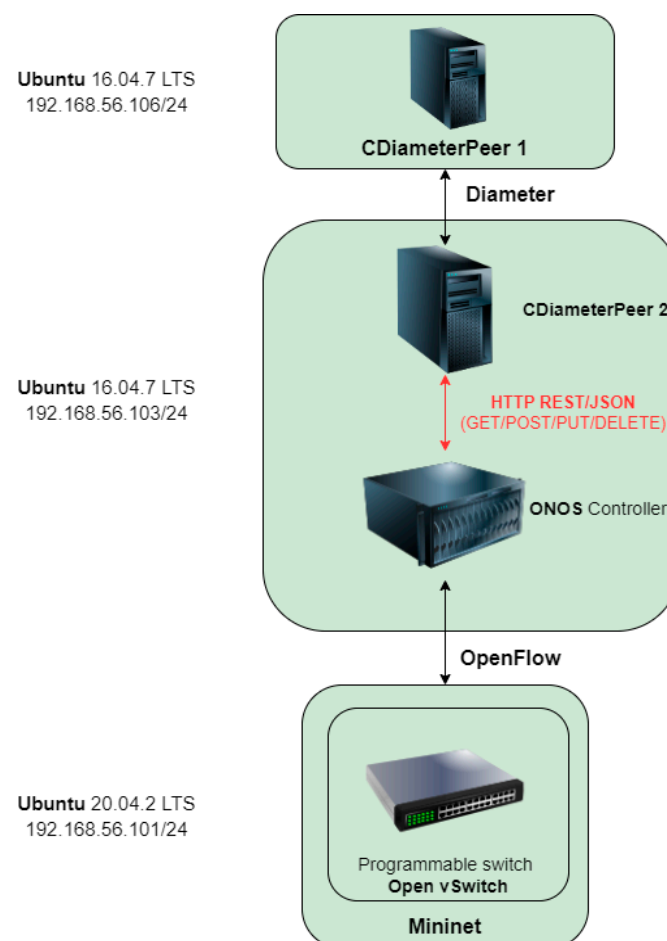 Ubuntu 16.04.7 LTS
192.168.56.106/24
CDiameterPeer 1
Diameter
CDiameterPeer 2
Ubuntu 16.04.7 LTS
192.168.56.103/24
HTTP REST/JSON
(GET/POST/PUT/DELETE)
ONOS Controller
OpenFlow
Ubuntu 20.04.2 LTS
192.168.56.101/24
Programmable switch
Open vSwitch
Mininet